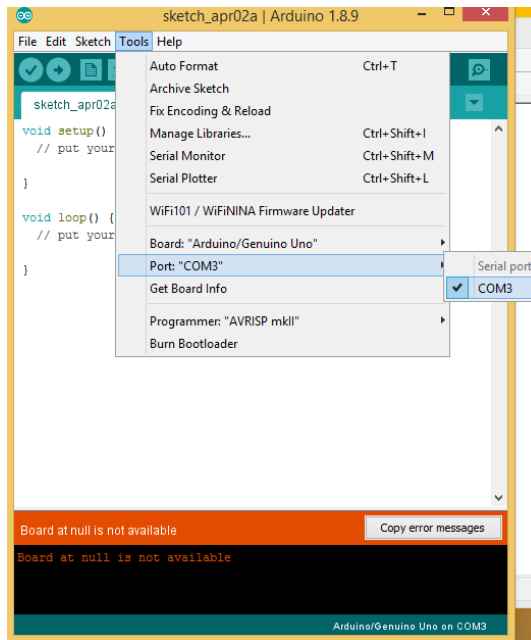 sketch_apr02a | Arduino 1.8.9
File Edit Sketch Tools Help
Auto Format Ctrl+T
Archive Sketch
sketch_apr02a
Fix Encoding & Reload
void setup()
Manage Libraries... Ctrl+Shift+I
// put your
Serial Monitor Ctrl+Shift+M
}
Serial Plotter Ctrl+Shift+L
void loop() {
WiFi101 / WiFiNINA Firmware Updater
// put your
Board: "Arduino/Genuino Uno"
}
Port: "COM3"
Serial port
Get Board Info
COM3
Programmer: "AVRISP mkII"
Burn Bootloader
Board at null is not available
Copy error messages
Board at null is not available
Arduino/Genuino Uno on COM3